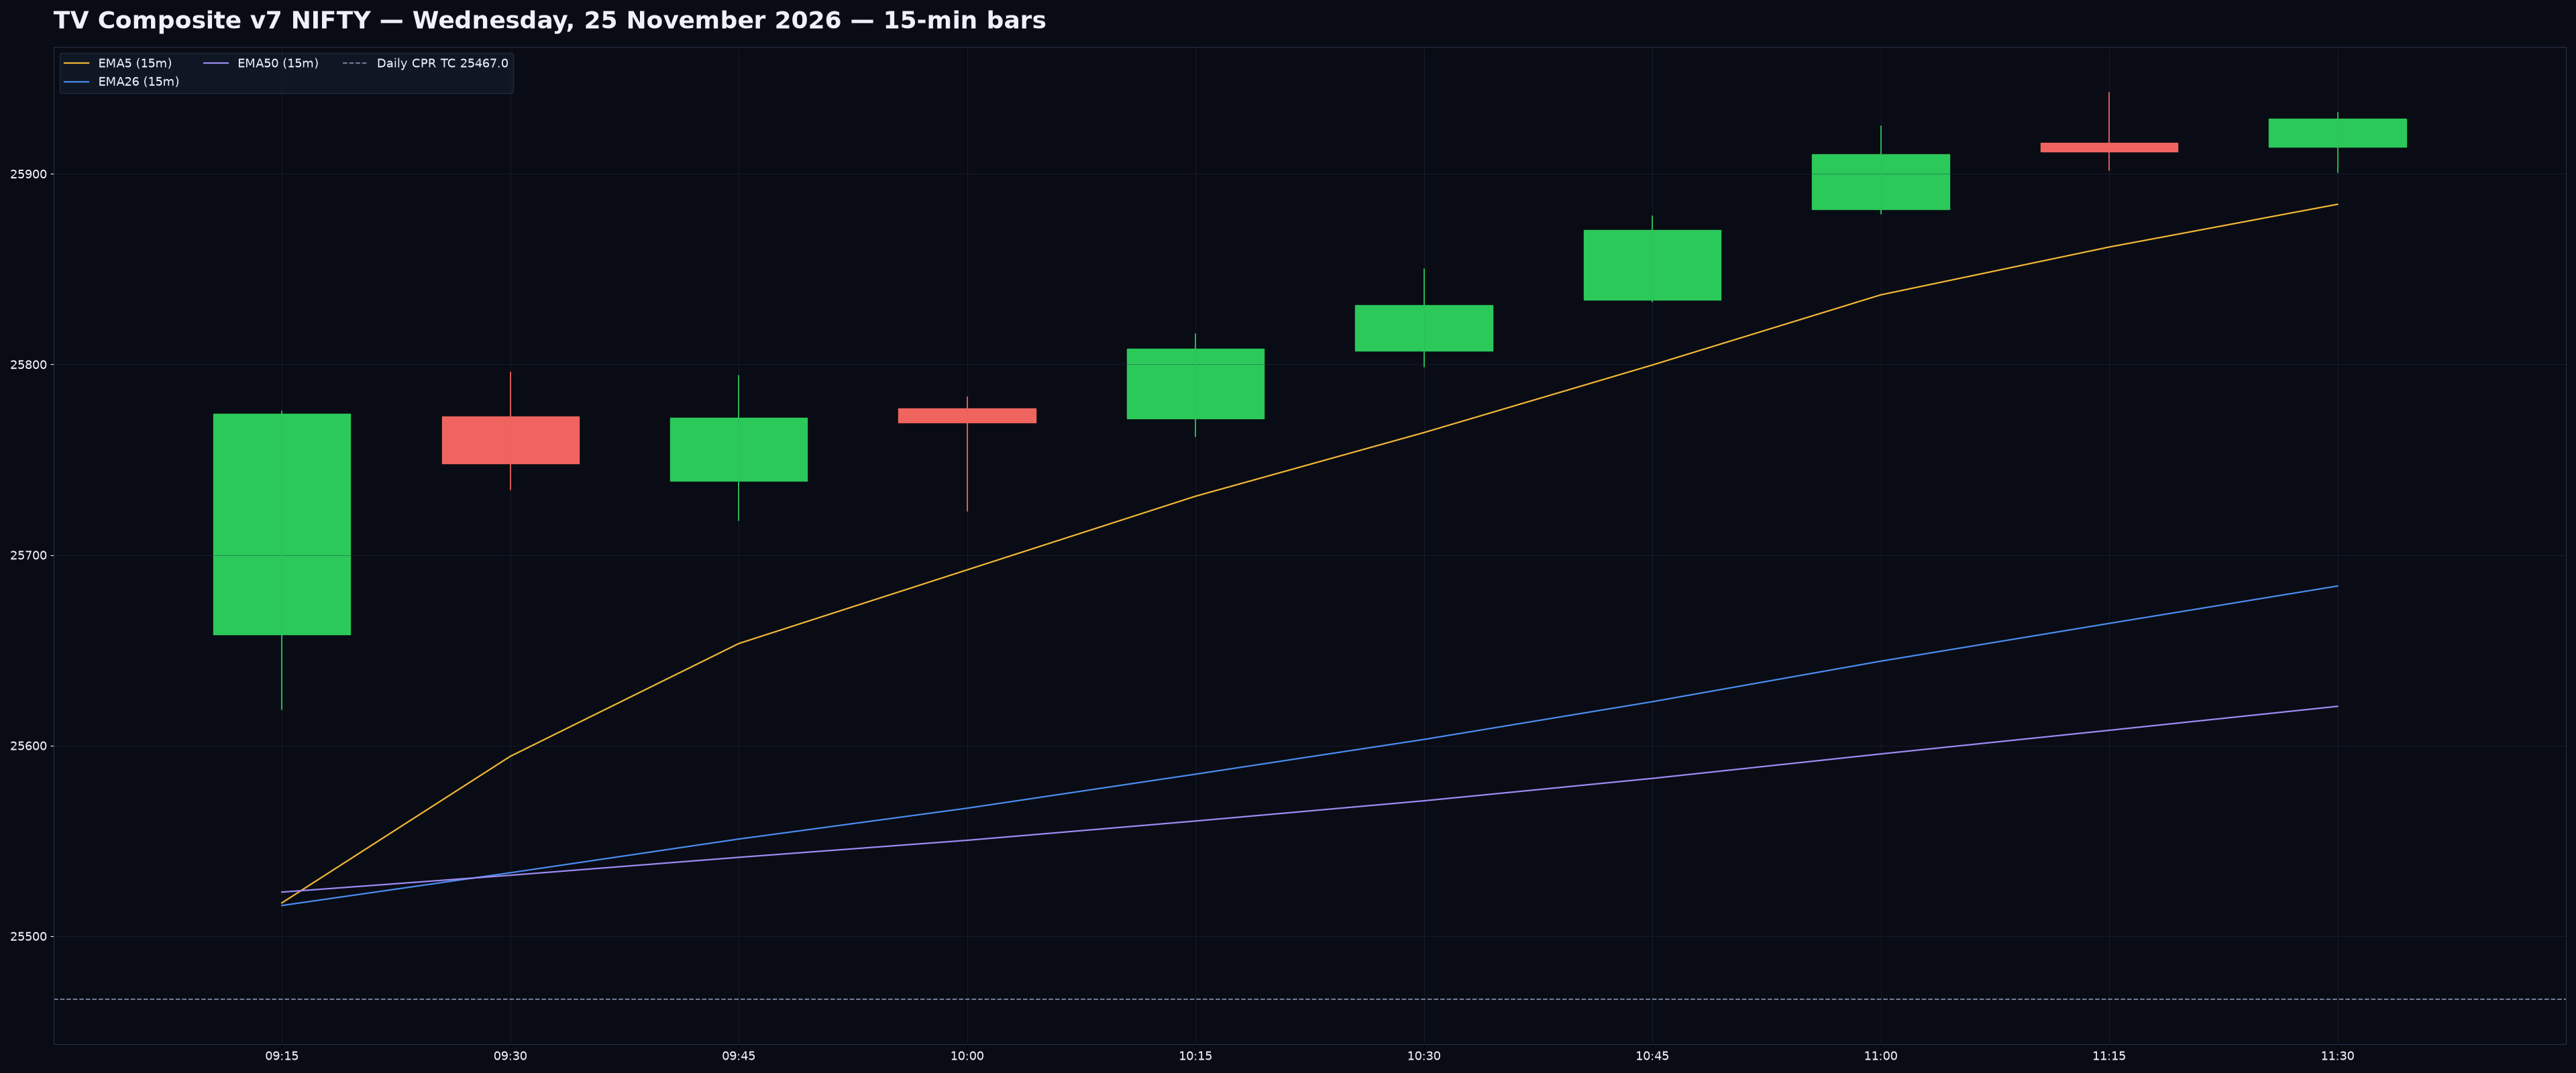 TV Composite v7 NIFTY — Wednesday, 25 November 2026 — 15-min bars
EMA5 (15m) EMA50 (15m) Daily CPR TC 25467.0
EMA26 (15m)
25900
25800
25700
25600
25500
09:15 09:30 09:45 10:00 10:15 10:30 10:45 11:00 11:15 11:30